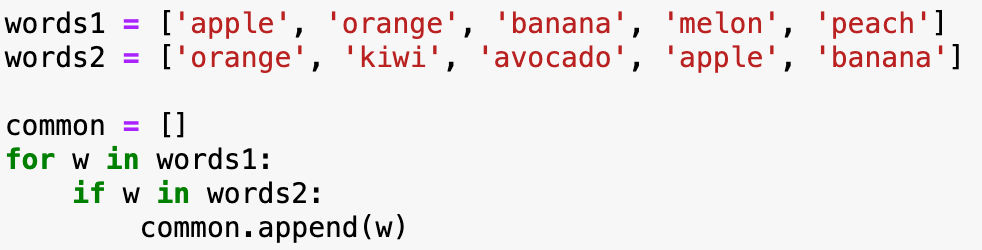 words1 = ['apple', 'orange', 'banana', 'melon', 'peach']
words2 = ['orange', 'kiwi', 'avocado', 'apple', 'banana']

common = []
for w in words1:
    if w in words2:
        common.append(w)